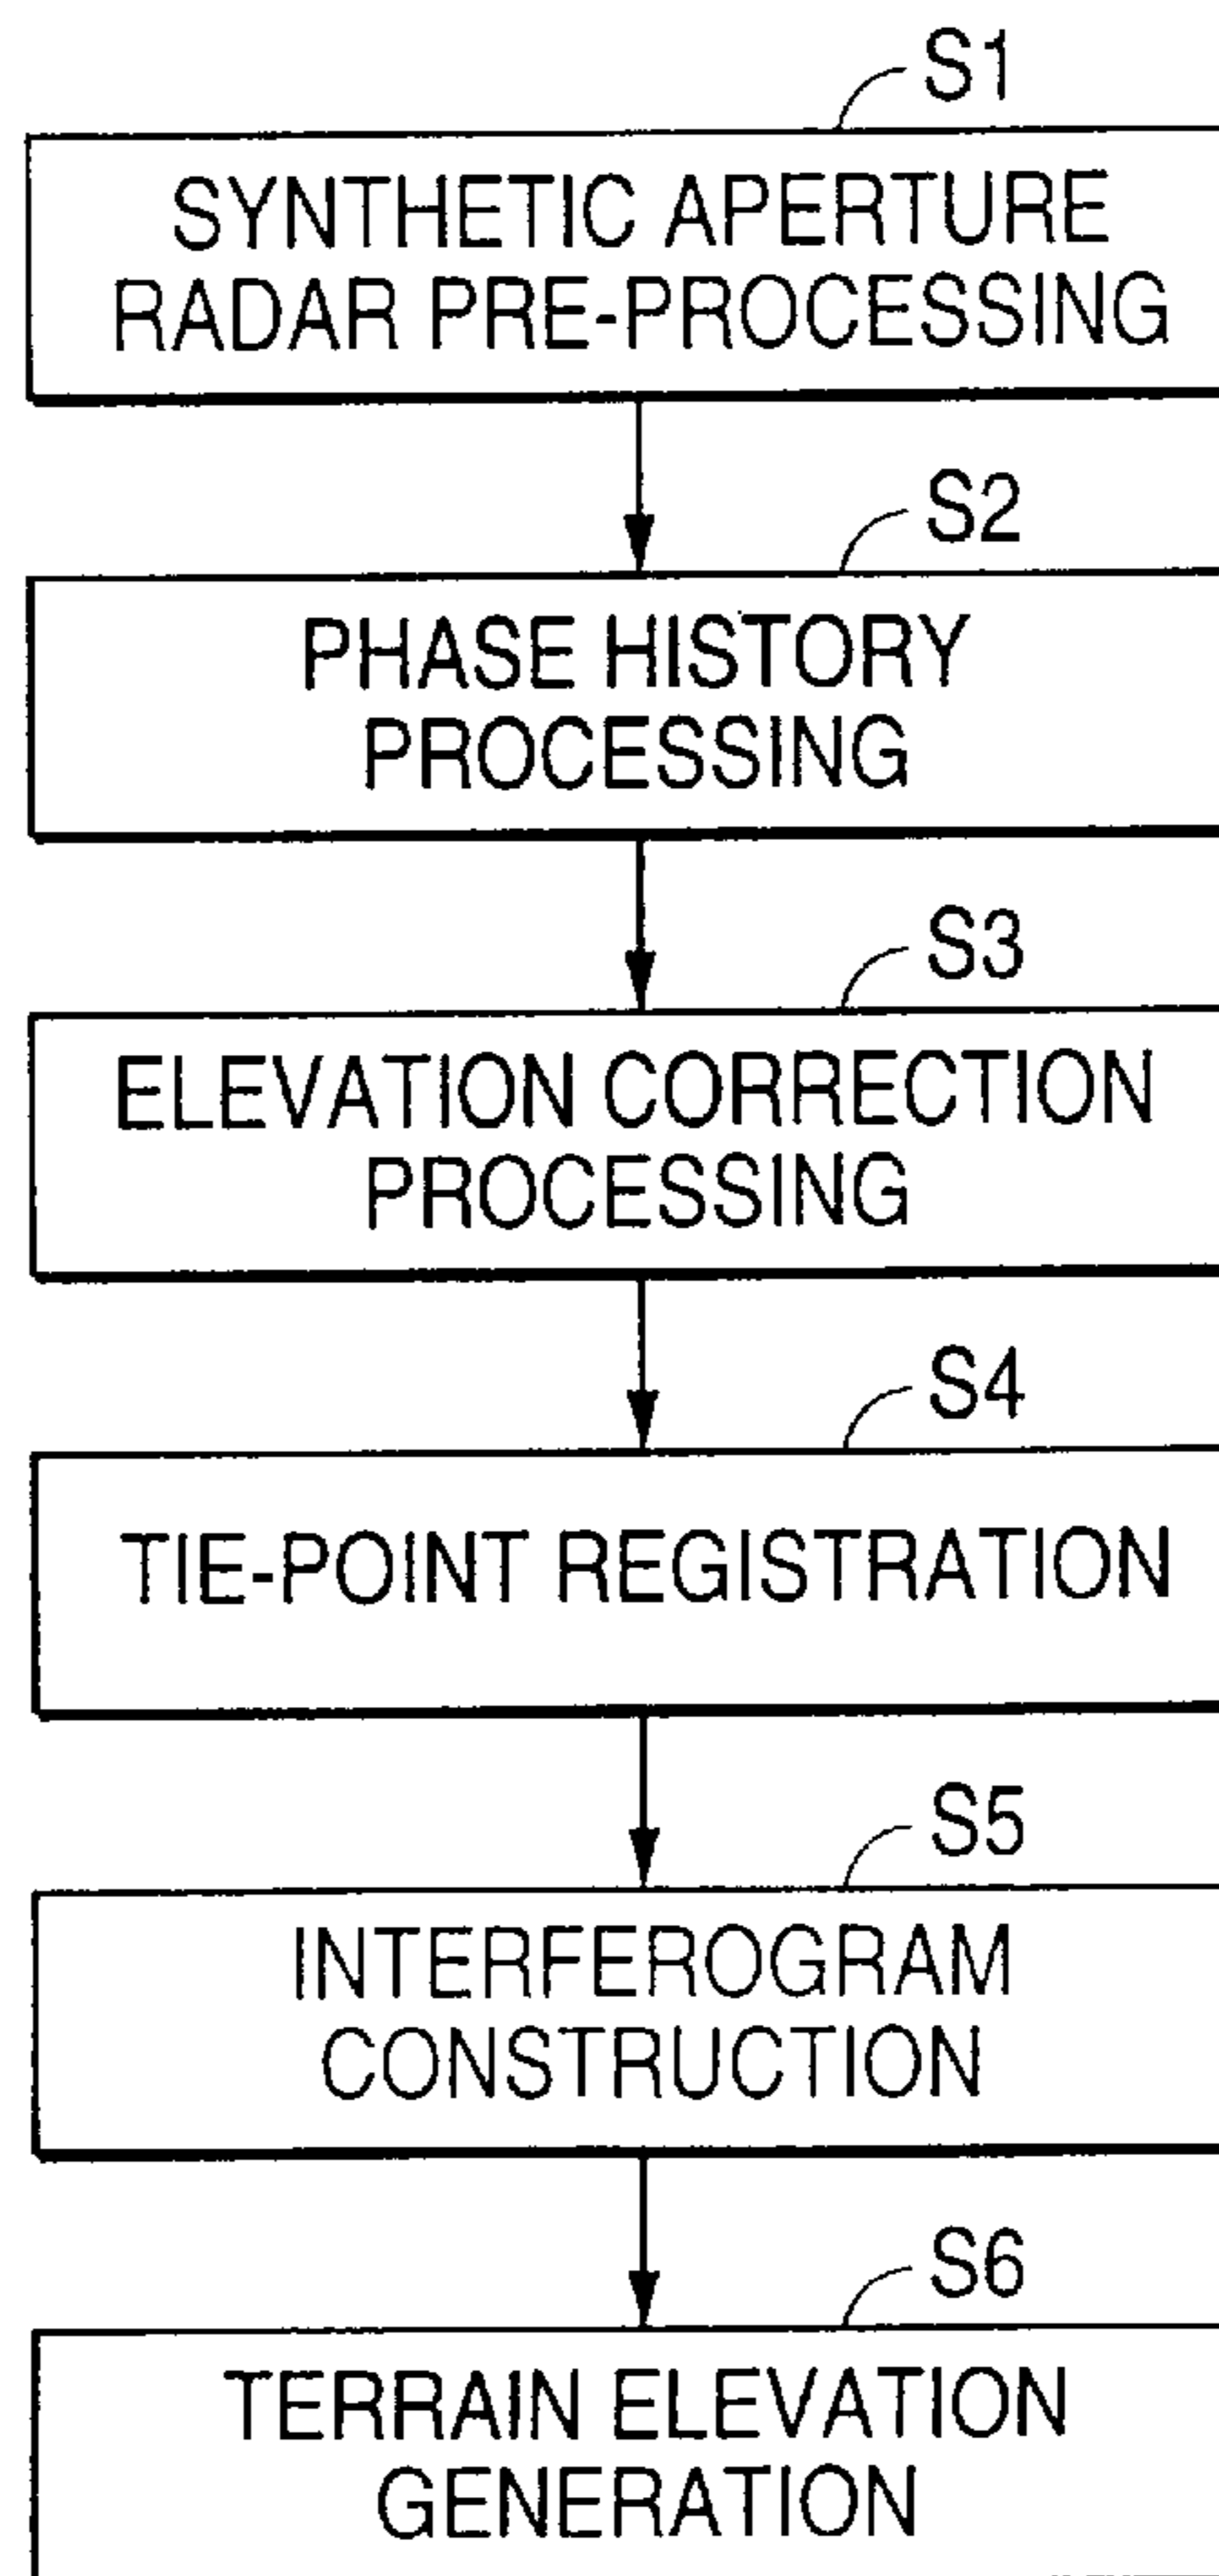 S1
SYNTHETIC APERTURE
RADAR PRE-PROCESSING
S2
PHASE HISTORY
PROCESSING
S3
ELEVATION CORRECTION
PROCESSING
S4
TIE-POINT REGISTRATION
S5
INTERFEROGRAM
CONSTRUCTION
S6
TERRAIN ELEVATION
GENERATION